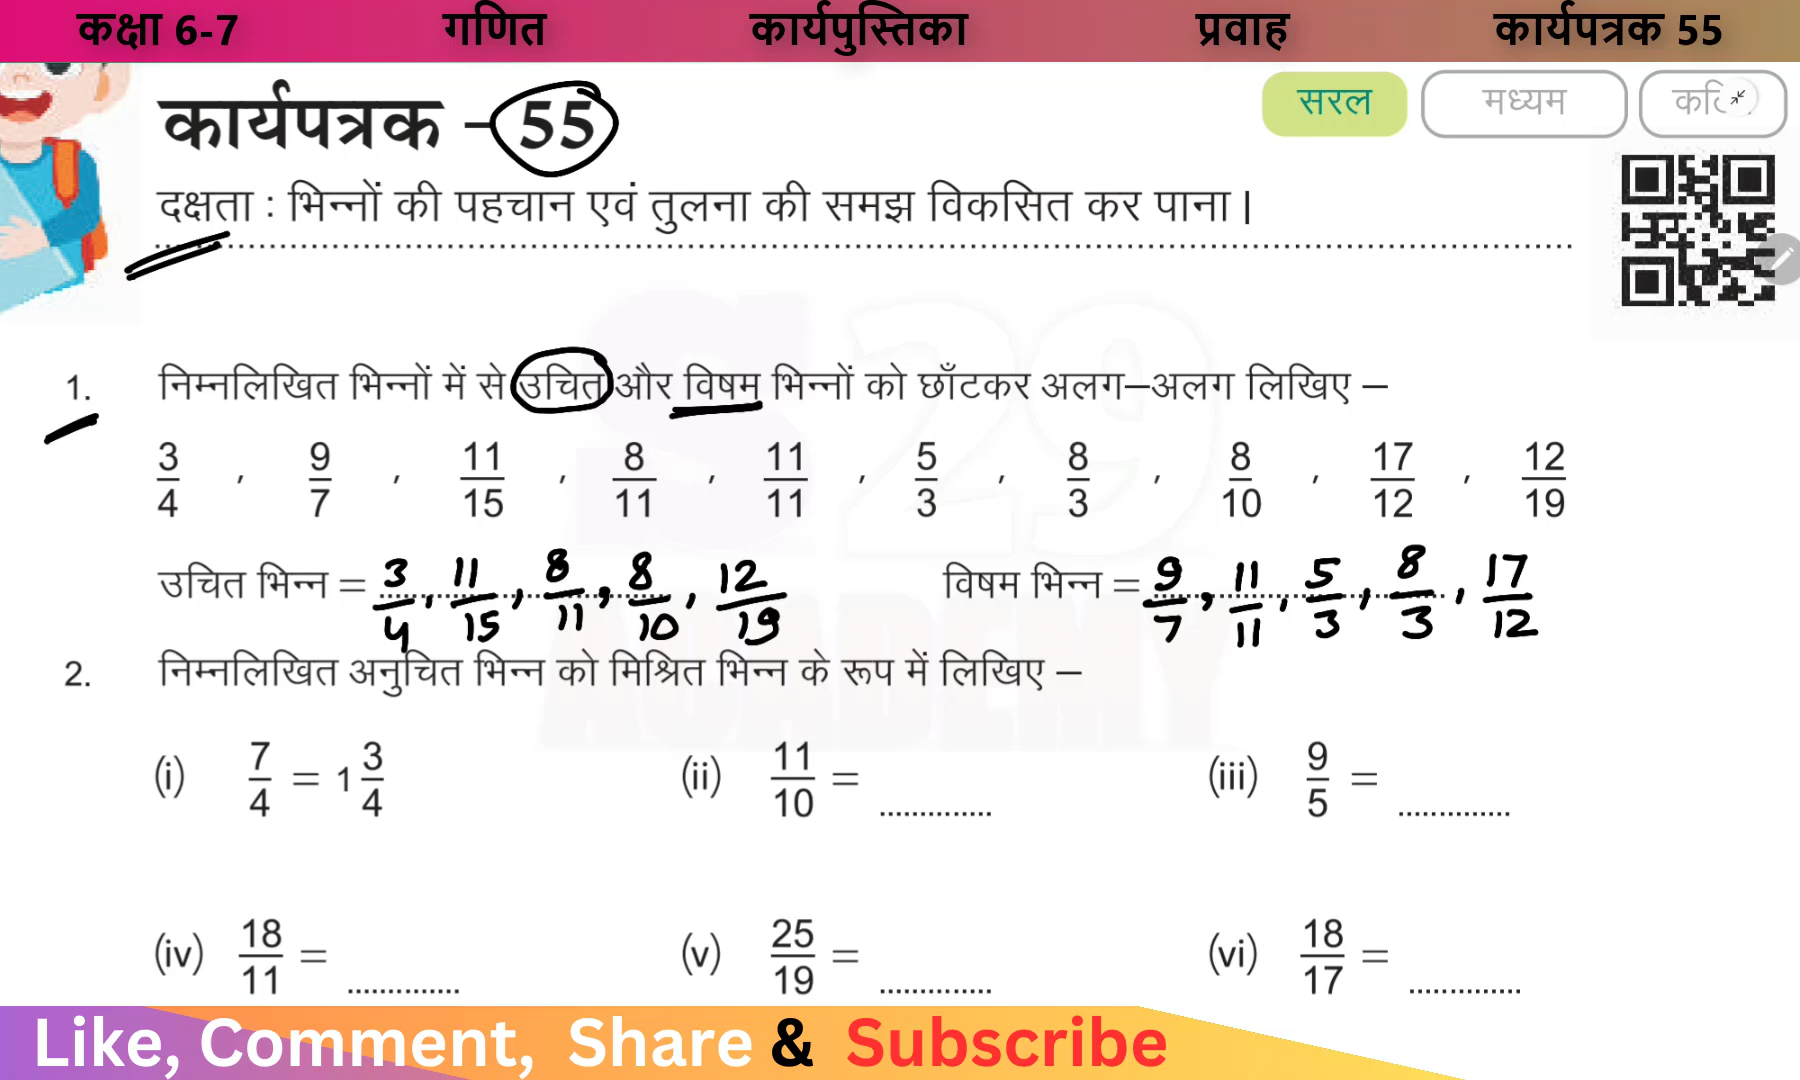 कक्षा 6-7 गणित कार्यपुस्तिका प्रवाह कार्यपत्रक 55
कार्यपत्रक – 55
सरल मध्यम
दक्षता : भिन्नों की पहचान एवं तुलना की समझ विकसित कर पाना।
1. निम्नलिखित भिन्नों में से उचित और विषम भिन्नों को छाँटकर अलग–अलग लिखिए –
3/4 , 9/7 , 11/15 , 8/11 , 11/11 , 5/3 , 8/3 , 8/10 , 17/12 , 12/19
उचित भिन्न = 3/4, 11/15, 8/11, 8/10, 12/19 विषम भिन्न = 9/7, 11/11, 5/3, 8/3, 17/12
2. निम्नलिखित अनुचित भिन्न को मिश्रित भिन्न के रूप में लिखिए –
(i) 7/4 = 1 3/4 (ii) 11/10 = .............. (iii) 9/5 = ..............
(iv) 18/11 = .............. (v) 25/19 = .............. (vi) 18/17 = ..............
S 29
ACADEMY
Like, Comment, Share & Subscribe